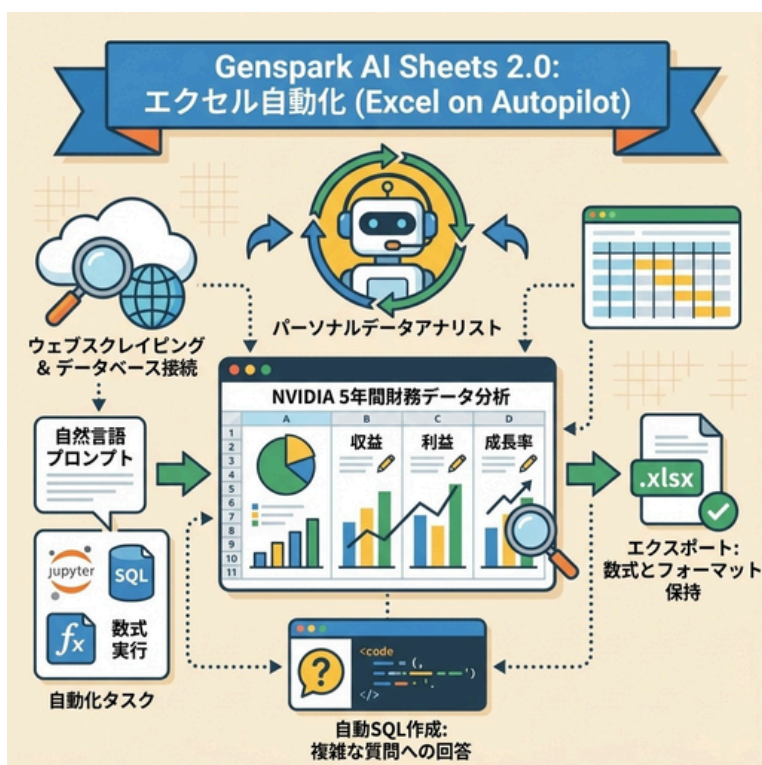 Genspark AI Sheets 2.0:
エクセル自動化 (Excel on Autopilot)
パーソナルデータアナリスト
ウェブスクレイピング
& データベース接続
自然言語
プロンプト
jupyter
SQL
fx
数式
実行
自動化タスク
NVIDIA 5年間財務データ分析
A B C D
1
2
3
4
5
6
7
8
9
10
11
収益
利益
成長率
.xlsx
エクスポート:
数式とフォーマット
保持
?
<code
(,
')
</>
自動SQL作成:
複雑な質問への回答